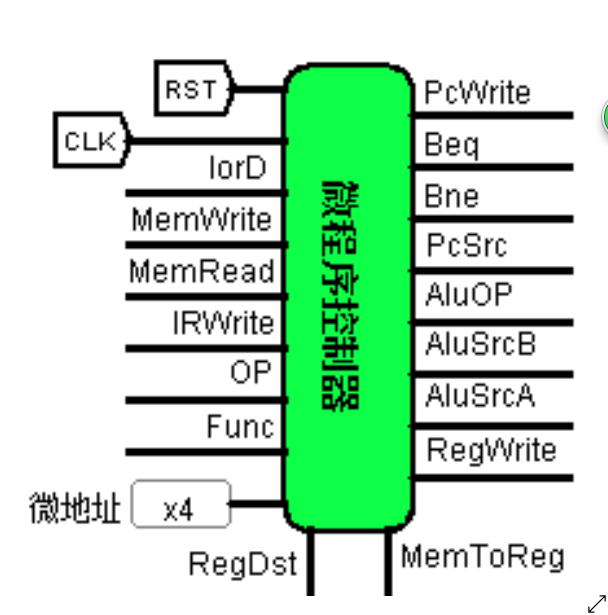 RST
CLK
IorD
MemWrite
MemRead
IRWrite
OP
Func
微地址 x4
微程序控制器
PcWrite
Beq
Bne
PcSrc
AluOP
AluSrcB
AluSrcA
RegWrite
RegDst
MemToReg